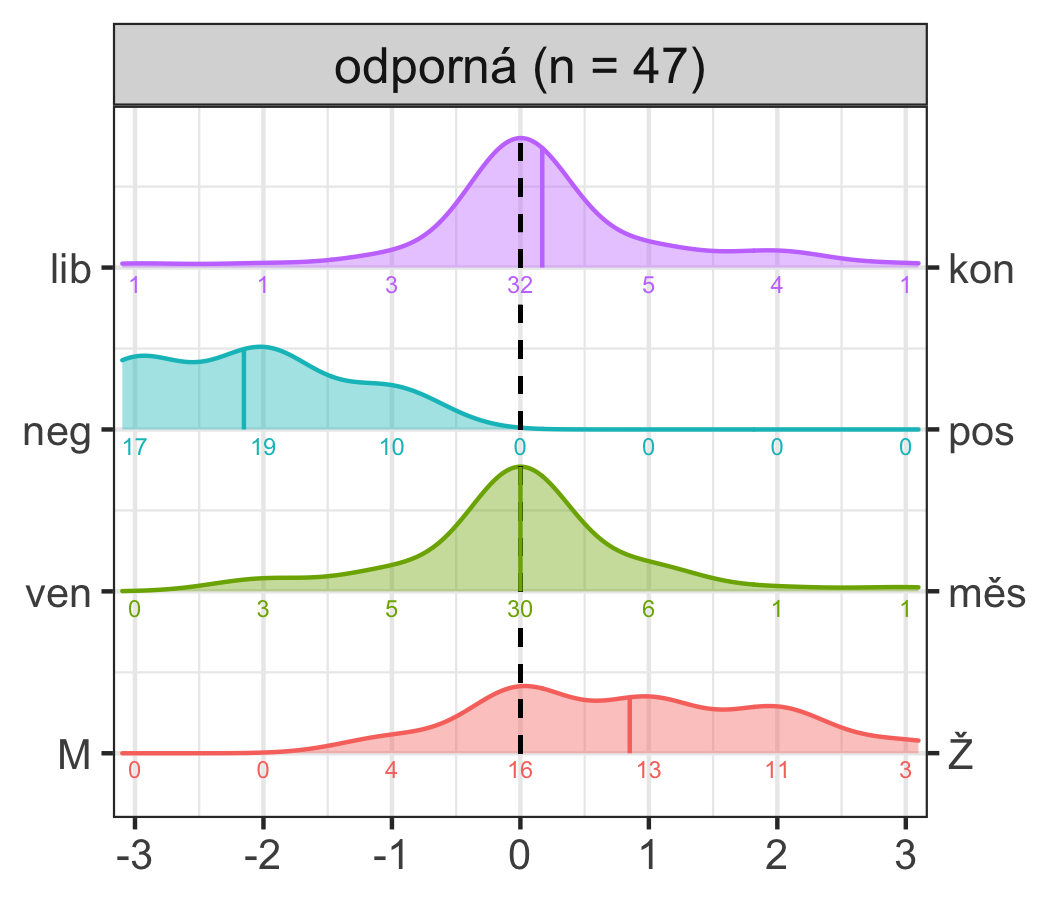 odporná (n = 47)
lib kon
1 1 3 32 5 4 1
neg pos
17 19 10 0 0 0 0
ven měs
0 3 5 30 6 1 1
M Ž
0 0 4 16 13 11 3
-3 -2 -1 0 1 2 3